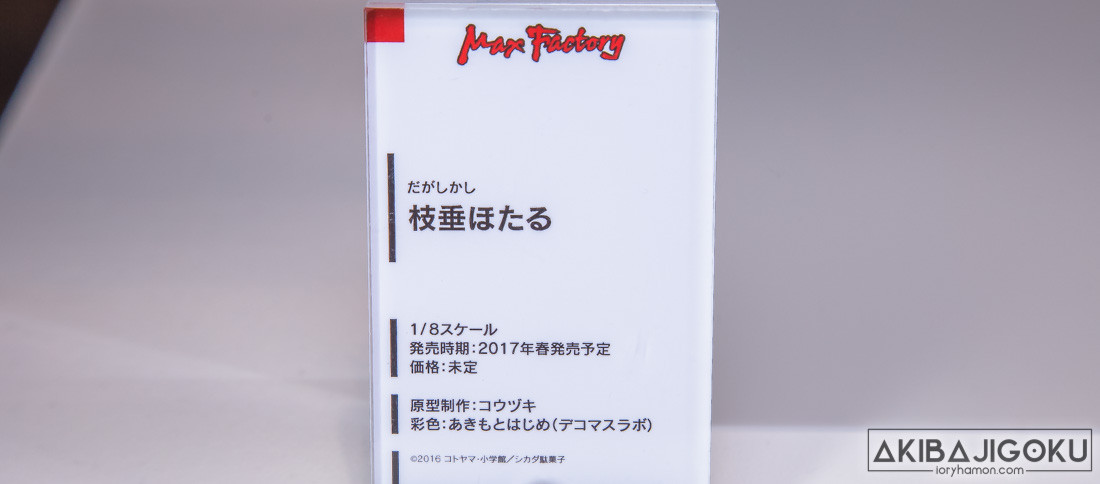 Max Factory
だがしかし
枝垂ほたる
1/8スケール
発売時期：2017年春発売予定
価格：未定
原型制作：コウヅキ
彩色：あきもとはじめ（デコマスラボ）
©2016 コトヤマ・小学館／シカダ駄菓子
AKIBAJIGOKU
ioryhamon.com